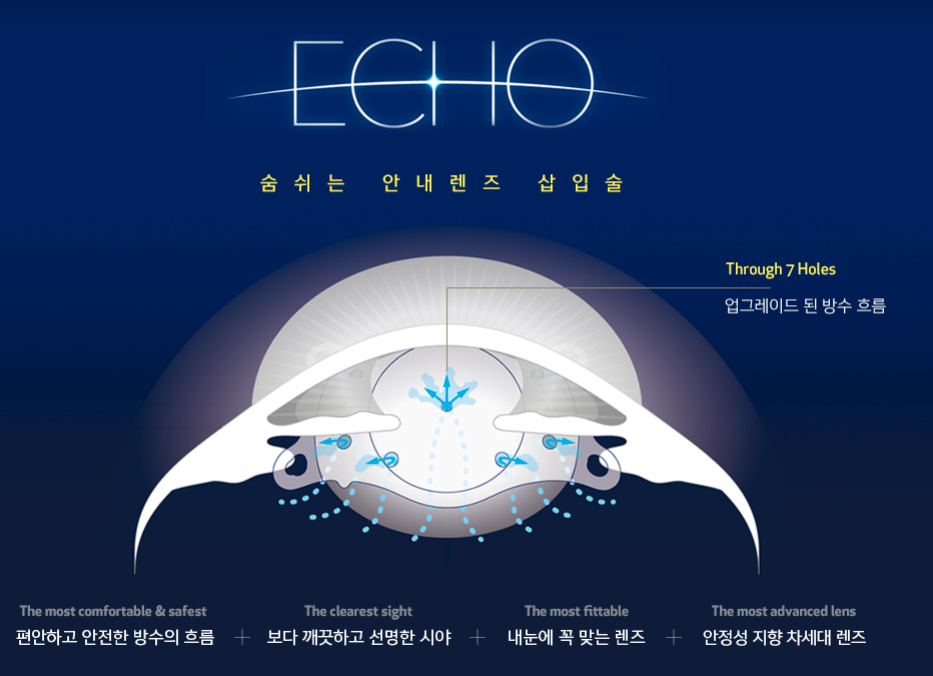 ECHO
숨쉬는 안내렌즈 삽입술
Through 7 Holes
업그레이드 된 방수 흐름
The most comfortable & safest
편안하고 안전한 방수의 흐름
+
The clearest sight
보다 깨끗하고 선명한 시야
+
The most fittable
내눈에 꼭 맞는 렌즈
+
The most advanced lens
안정성 지향 차세대 렌즈